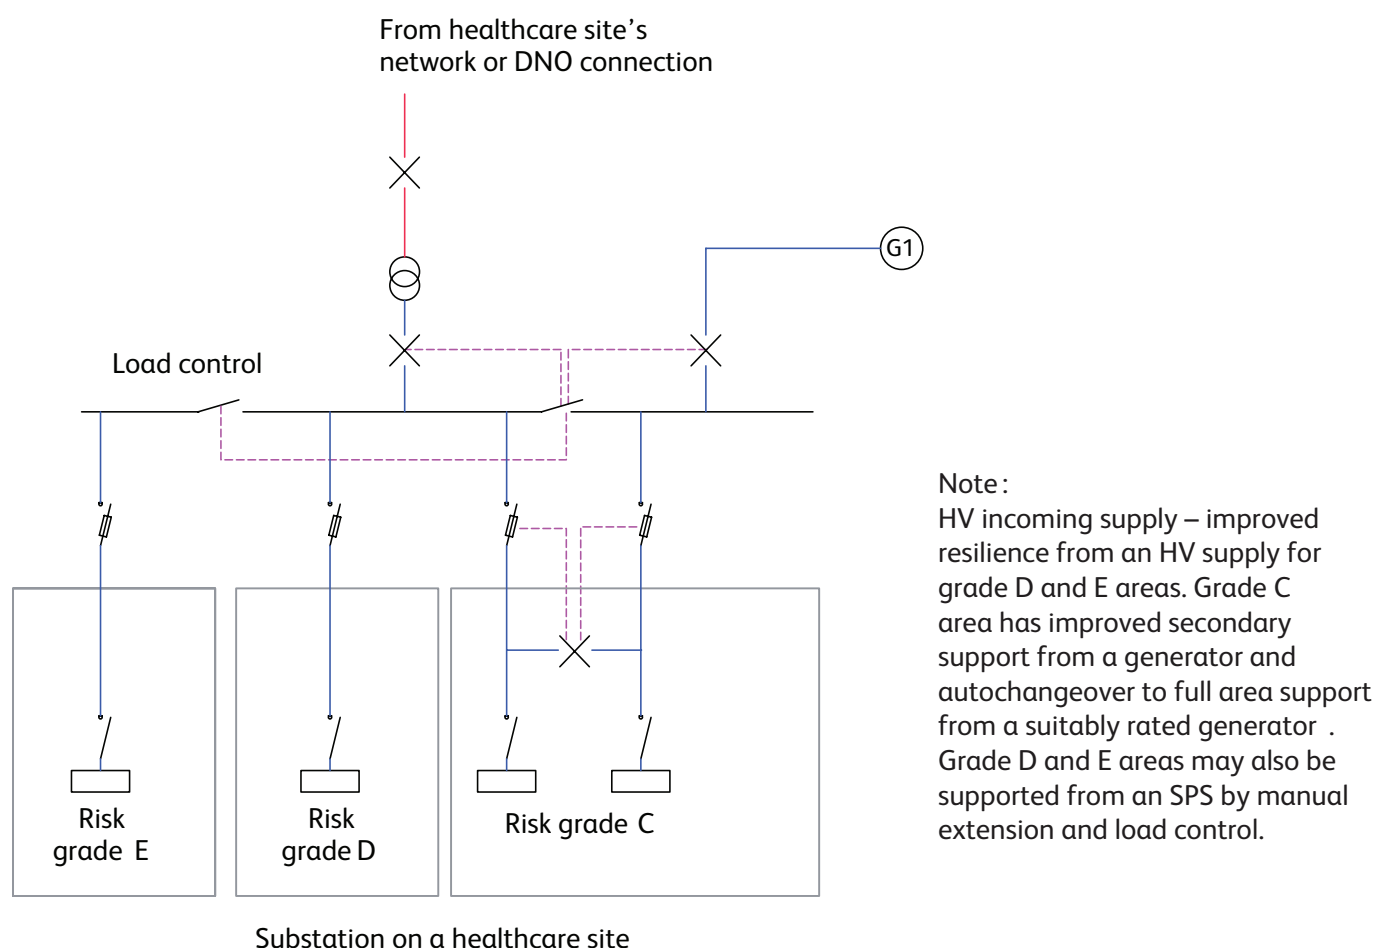 From healthcare site's
network or DNO connection
G1
Load control
Note:
HV incoming supply – improved
resilience from an HV supply for
grade D and E areas. Grade C
area has improved secondary
support from a generator and
autochangeover to full area support
from a suitably rated generator .
Grade D and E areas may also be
supported from an SPS by manual
extension and load control.
Risk
grade E
Risk
grade D
Risk grade C
Substation on a healthcare site